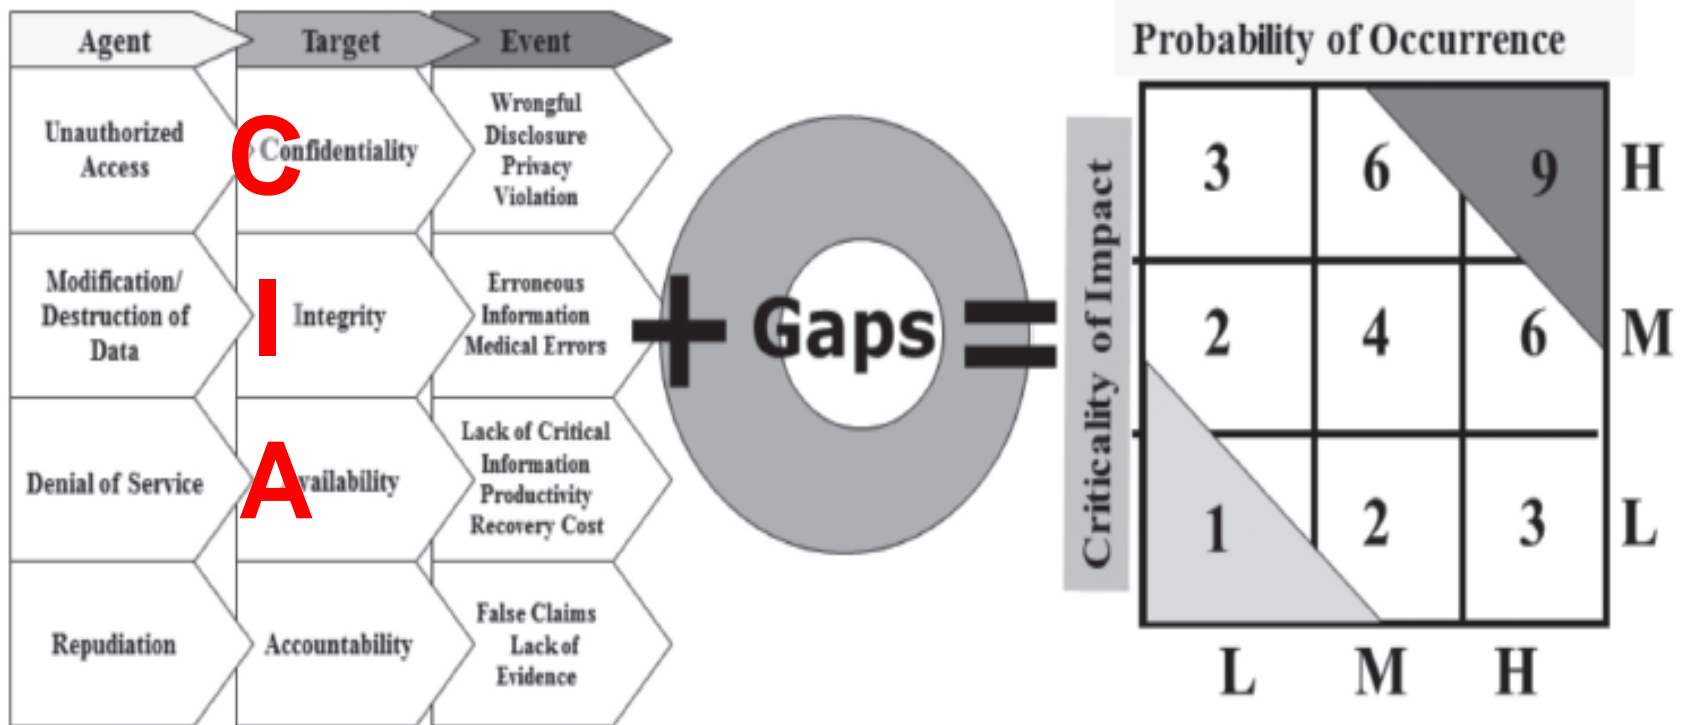 Agent
Target
Event
Unauthorized
Access
Confidentiality
Wrongful
Disclosure
Privacy
Violation
Modification/
Destruction of
Data
Integrity
Erroneous
Information
Medical Errors
Denial of Service
Availability
Lack of Critical
Information
Productivity
Recovery Cost
Repudiation
Accountability
False Claims
Lack of
Evidence
C
I
A
+
Gaps
=
Probability of Occurrence
Criticality of Impact
3 6 9 H
2 4 6 M
1 2 3 L
L M H